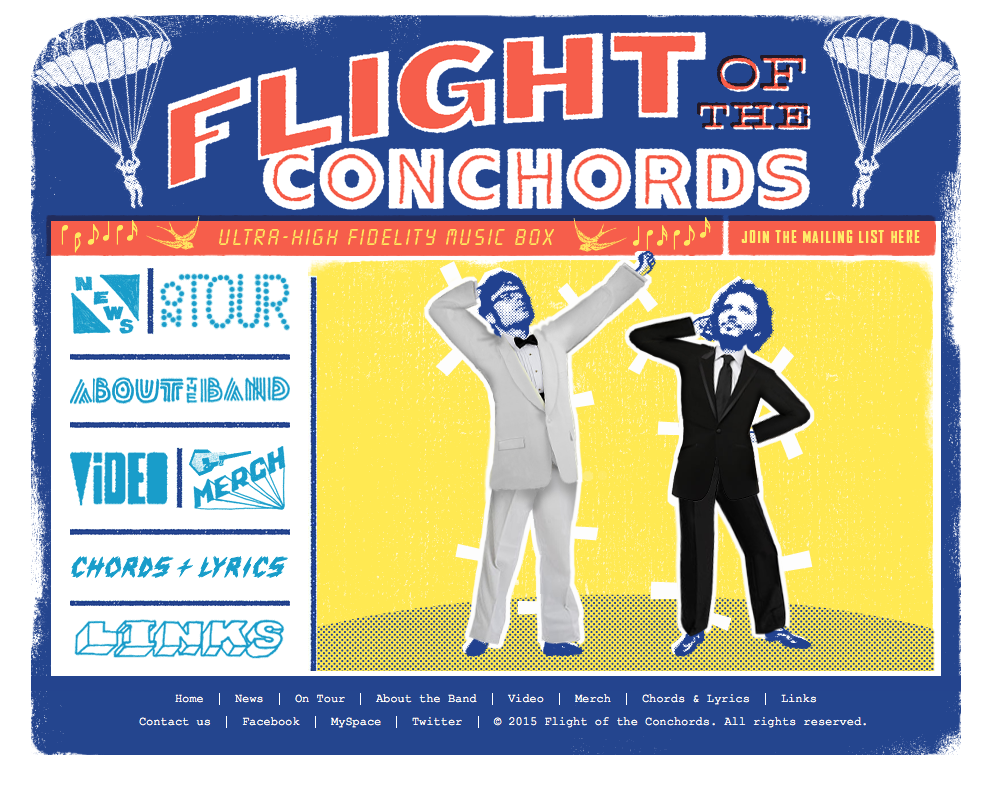 FLIGHT OF
THE
CONCHORDS
ULTRA-HIGH FIDELITY MUSIC BOX
JOIN THE MAILING LIST HERE
NEWS
ON TOUR
ABOUT THE BAND
VIDEO
MERCH
CHORDS + LYRICS
LINKS
Home | News | On Tour | About the Band | Video | Merch | Chords & Lyrics | Links
Contact us | Facebook | MySpace | Twitter | © 2015 Flight of the Conchords. All rights reserved.